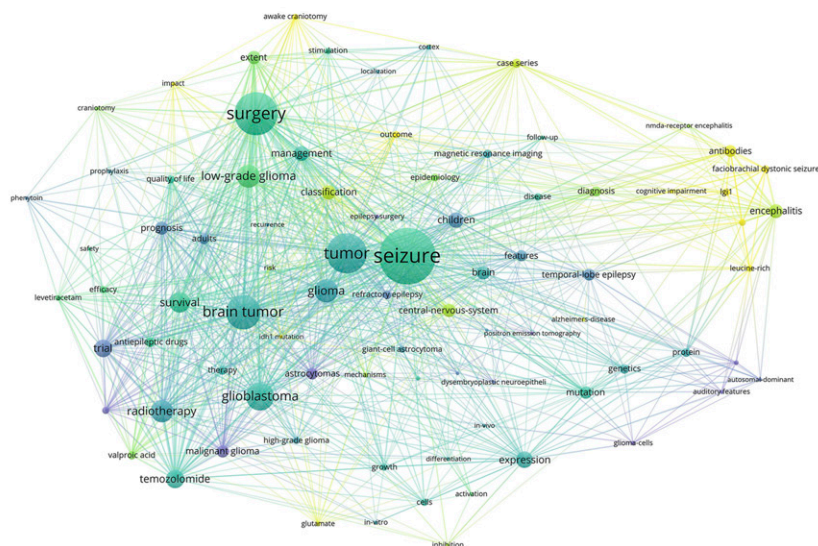 awake craniotomy
stimulation
cortex
extent
case series
localization
impact
craniotomy
surgery
nmda-receptor encephalitis
outcome
follow-up
antibodies
management
magnetic resonance imaging
faciobrachial dystonic seizure
prophylaxis
quality of life
low-grade glioma
epidemiology
classification
disease
diagnosis
cognitive impairment
lgi1
phenytoin
encephalitis
epilepsy surgery
children
recurrence
prognosis
adults
safety
tumor
seizure
features
risk
brain
temporal-lobe epilepsy
leucine-rich
efficacy
glioma
refractory epilepsy
levetiracetam
survival
brain tumor
central-nervous-system
alzheimers-disease
idh1 mutation
positron emission tomography
antiepileptic drugs
trial
giant-cell astrocytoma
protein
therapy
astrocytomas
mechanisms
genetics
autosomal-dominant
dysembryoplastic neuroepitheli
mutation
auditory-features
glioblastoma
radiotherapy
in-vivo
high-grade glioma
glioma-cells
malignant glioma
valproic acid
differentiation
expression
growth
temozolomide
activation
cells
glutamate
in-vitro
inhibition